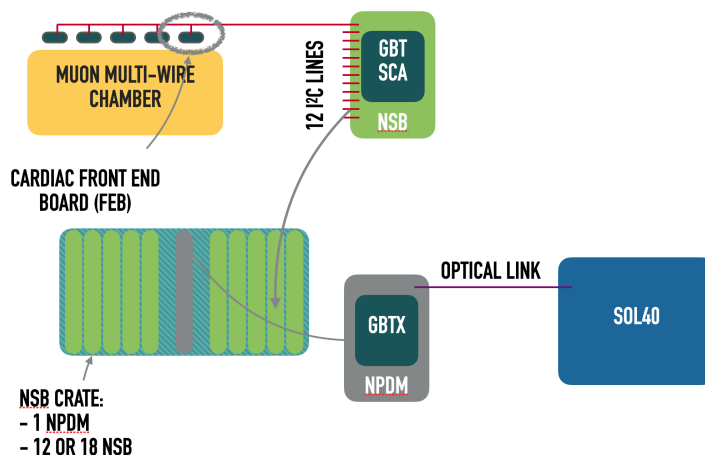 MUON MULTI-WIRE
CHAMBER
12 I²C LINES
GBT
SCA
NSB
CARDIAC FRONT END
BOARD (FEB)
OPTICAL LINK
GBTX
NPDM
SOL40
NSB CRATE:
- 1 NPDM
- 12 OR 18 NSB